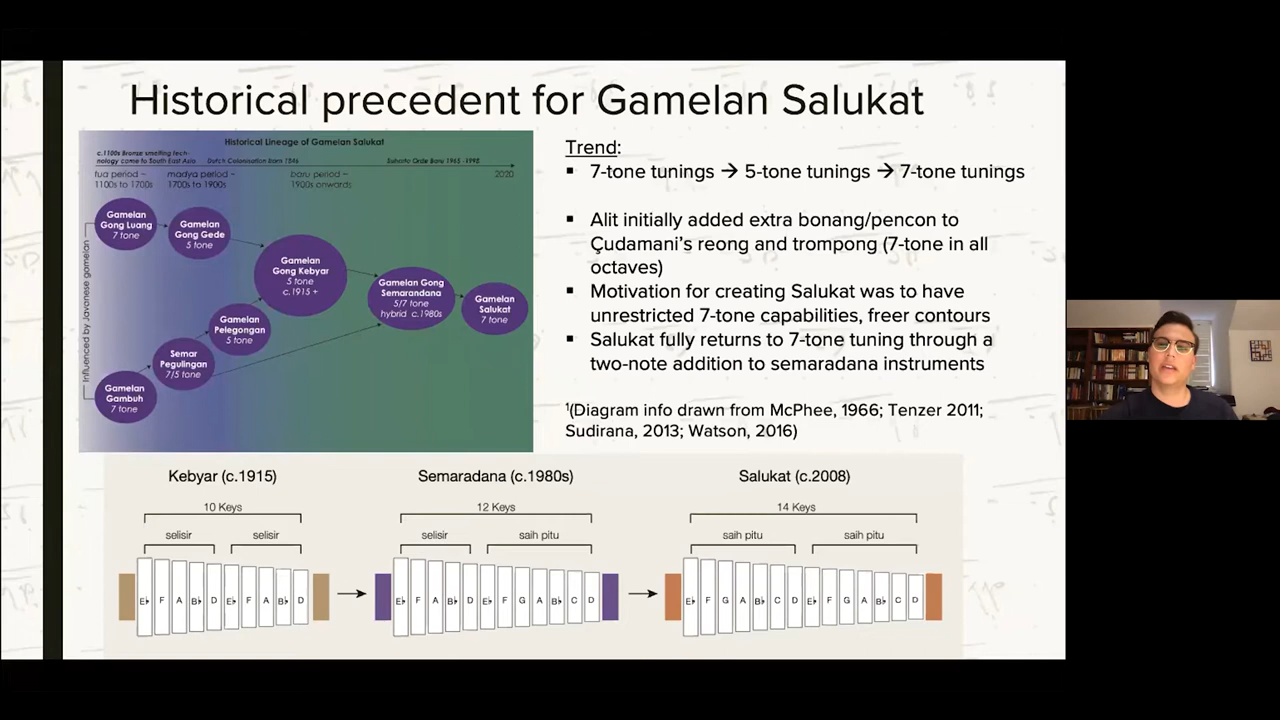 Historical precedent for Gamelan Salukat
Historical Lineage of Gamelan Salukat
c.1100s Bronze smelting tech-
nology came to South East Asia
Dutch Colonisation Bark 1846
Suharto Orde Baru 1965 -1998
tua period –
1100s to 1700s
madya period –
1700s to 1900s
baru period –
1900s onwards
2020
Influenced by Javanese gamelan
Gamelan
Gong Luang
7 tone
Gamelan
Gong Gede
5 tone
Gamelan
Gong Kebyar
5 tone
c.1915 +
Gamelan Gong
Semarandana
5/7 tone
hybrid c.1980s
Gamelan
Salukat
7 tone
Gamelan
Pelegongan
5 tone
Semar
Pegulingan
7/5 tone
Gamelan
Gambuh
7 tone
Trend:
▪ 7-tone tunings → 5-tone tunings → 7-tone tunings
▪ Alit initially added extra bonang/pencon to
Çudamani's reong and trompong (7-tone in all
octaves)
▪ Motivation for creating Salukat was to have
unrestricted 7-tone capabilities, freer contours
▪ Salukat fully returns to 7-tone tuning through a
two-note addition to semaradana instruments
¹(Diagram info drawn from McPhee, 1966; Tenzer 2011;
Sudirana, 2013; Watson, 2016)
Kebyar (c.1915)
10 Keys
selisir selisir
E♭ F A B♭ D E♭ F A B♭ D
Semaradana (c.1980s)
12 Keys
selisir saih pitu
E♭ F A B♭ D E♭ F G A B♭ C D
Salukat (c.2008)
14 Keys
saih pitu saih pitu
E♭ F G A B♭ C D E♭ F G A B♭ C D